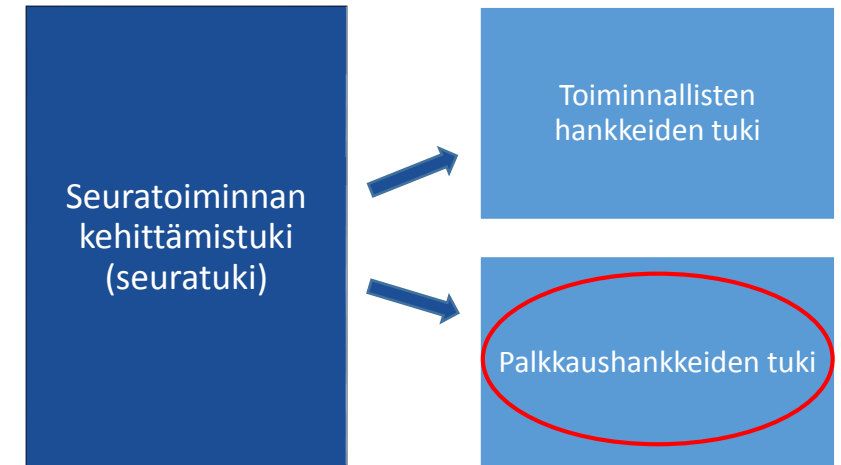 Seuratoiminnan
kehittämistuki
(seuratuki)
Toiminnallisten
hankkeiden tuki
Palkkaushankkeiden tuki